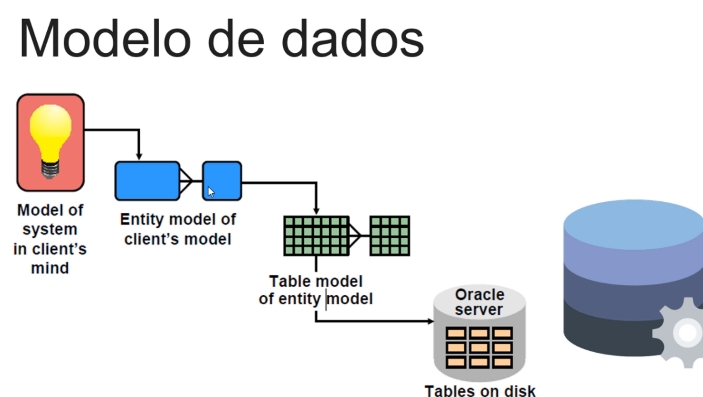 Modelo de dados
Model of
system
in client's
mind
Entity model of
client's model
Table model
of entity model
Oracle
server
Tables on disk